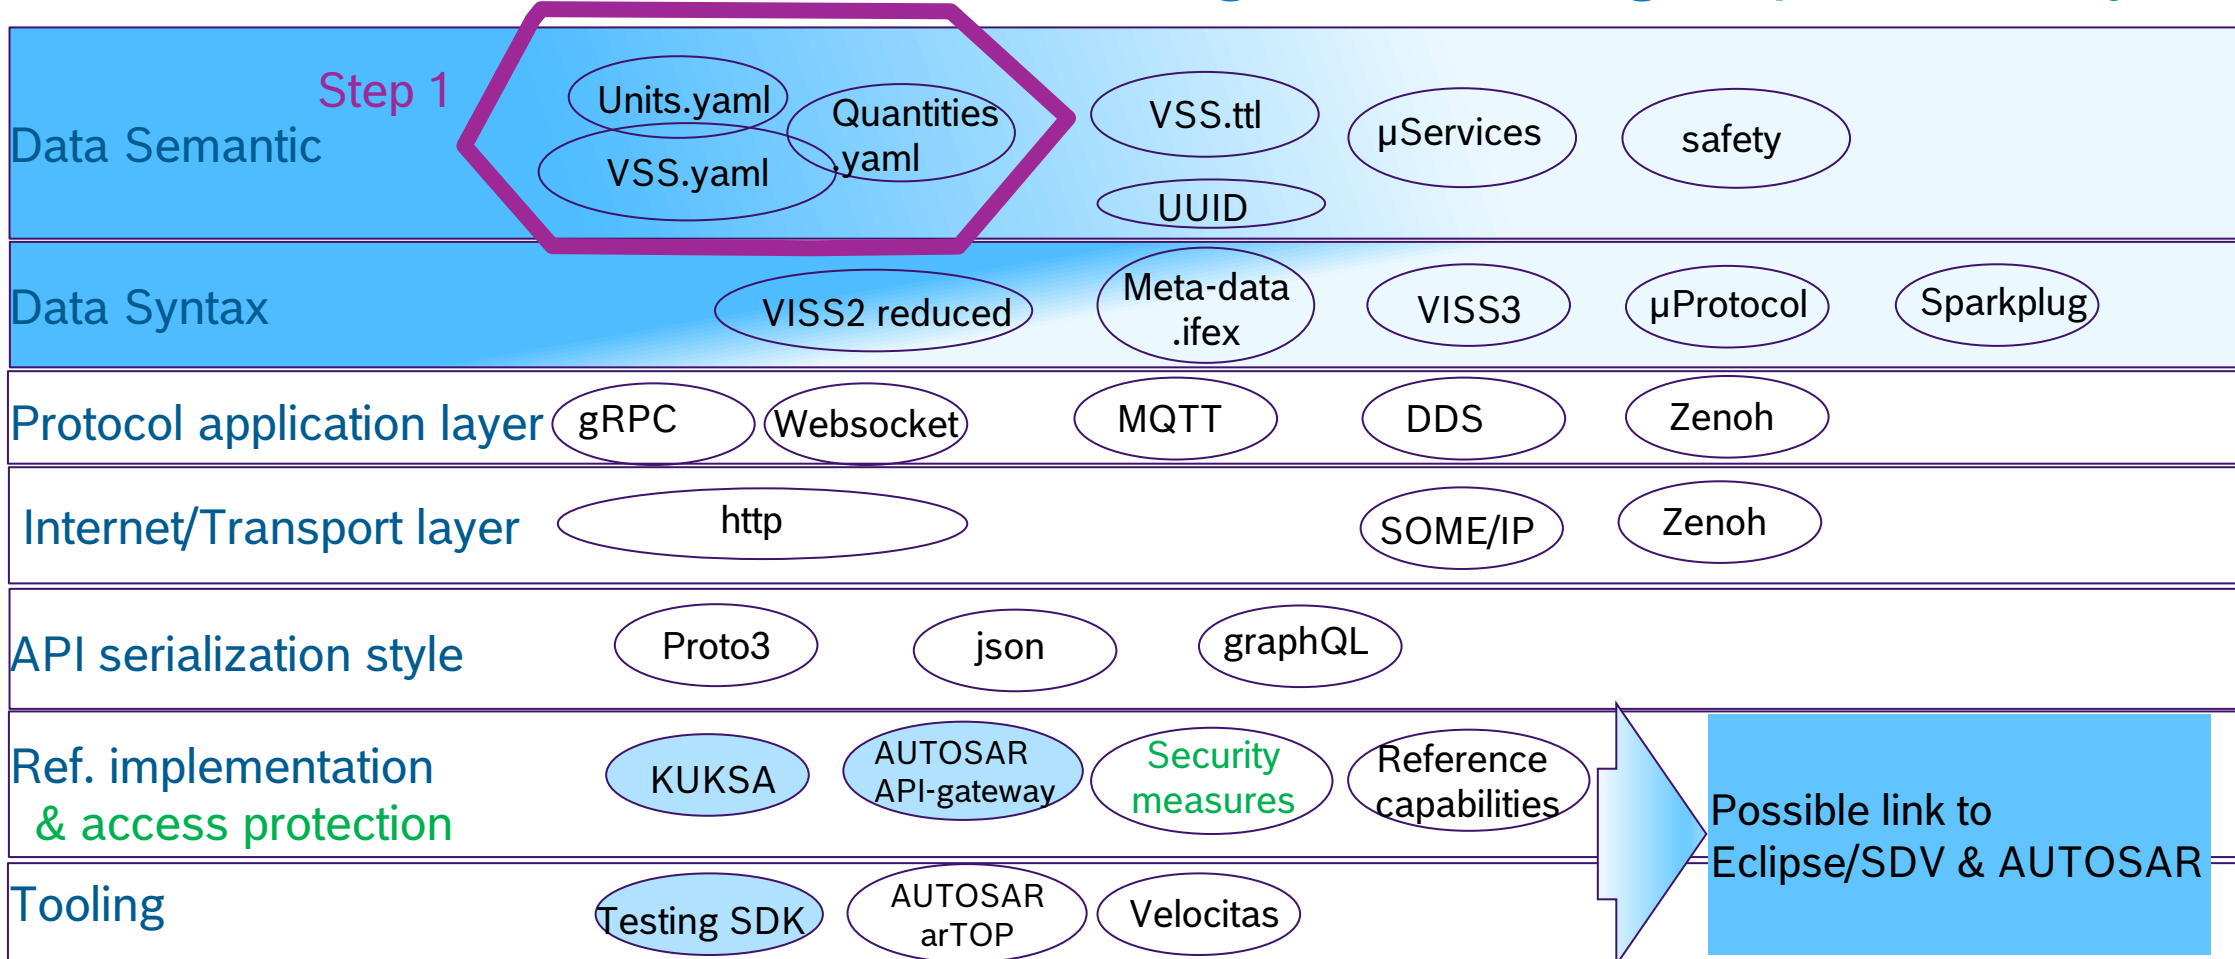 Step 1
Data Semantic
Units.yaml
Quantities
.yaml
VSS.yaml
VSS.ttl
UUID
µServices
safety
Data Syntax
VISS2 reduced
Meta-data
.ifex
VISS3
µProtocol
Sparkplug
Protocol application layer
gRPC
Websocket
MQTT
DDS
Zenoh
Internet/Transport layer
http
SOME/IP
Zenoh
API serialization style
Proto3
json
graphQL
Ref. implementation
& access protection
KUKSA
AUTOSAR
API-gateway
Security
measures
Reference
capabilities
Possible link to
Eclipse/SDV & AUTOSAR
Tooling
Testing SDK
AUTOSAR
arTOP
Velocitas